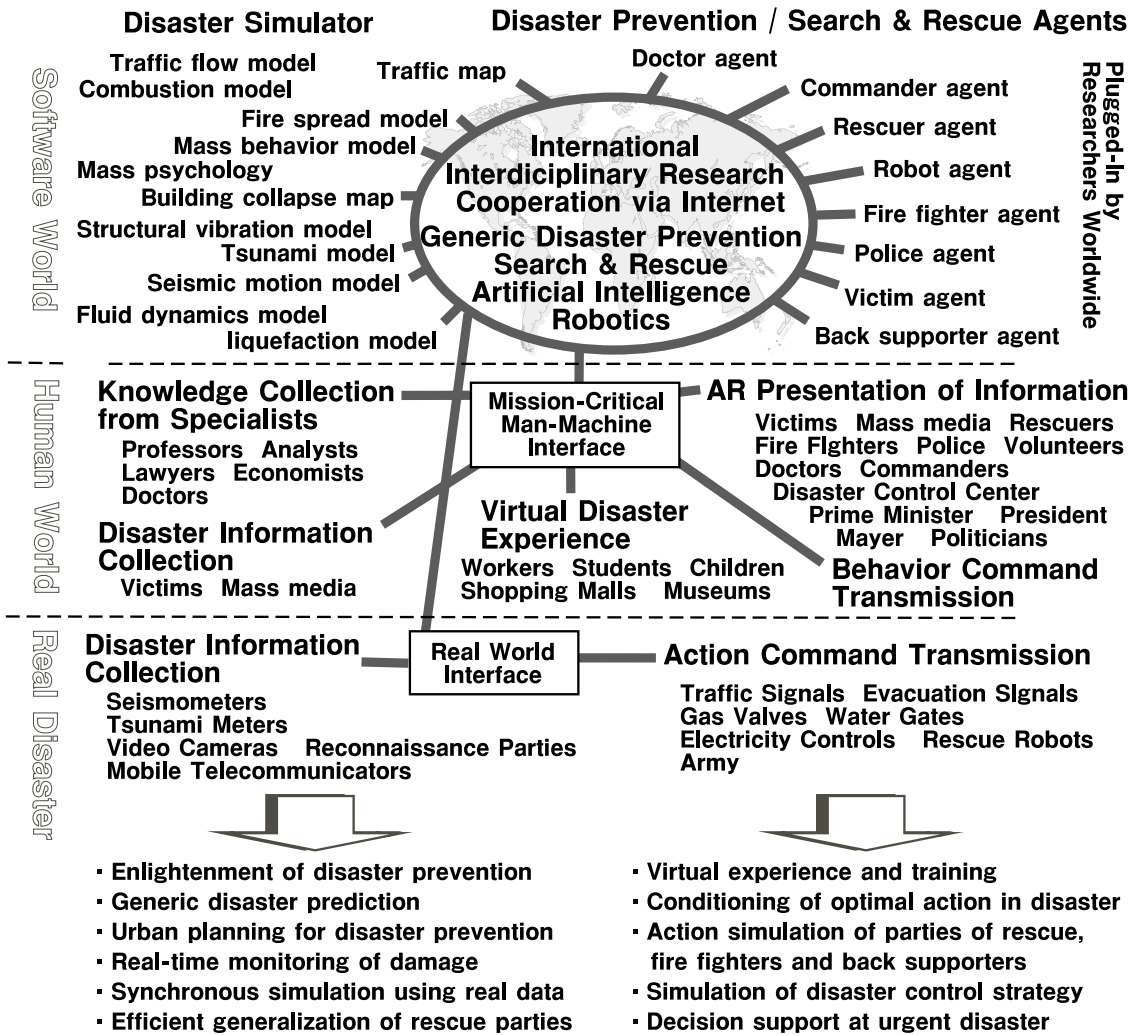 Disaster Simulator
Disaster Prevention / Search & Rescue Agents
Software World
Traffic flow model
Combustion model
Fire spread model
Mass behavior model
Mass psychology
Building collapse map
Structural vibration model
Tsunami model
Seismic motion model
Fluid dynamics model
liquefaction model
Traffic map
Doctor agent
Commander agent
Rescuer agent
Robot agent
Fire fighter agent
Police agent
Victim agent
Back supporter agent
Plugged-In by
Researchers Worldwide
International
Interdiciplinary Research
Cooperation via Internet
Generic Disaster Prevention
Search & Rescue
Artificial Intelligence
Robotics
Human World
Knowledge Collection
from Specialists
Professors Analysts
Lawyers Economists
Doctors
Disaster Information
Collection
Victims Mass media
Mission-Critical
Man-Machine
Interface
Virtual Disaster
Experience
Workers Students Children
Shopping Malls Museums
AR Presentation of Information
Victims Mass media Rescuers
Fire FIghters Police Volunteers
Doctors Commanders
Disaster Control Center
Prime Minister President
Mayer Politicians
Behavior Command
Transmission
Real Disaster
Disaster Information
Collection
Seismometers
Tsunami Meters
Video Cameras Reconnaissance Parties
Mobile Telecommunicators
Real World
Interface
Action Command Transmission
Traffic Signals Evacuation SIgnals
Gas Valves Water Gates
Electricity Controls Rescue Robots
Army
· Enlightenment of disaster prevention
· Generic disaster prediction
· Urban planning for disaster prevention
· Real-time monitoring of damage
· Synchronous simulation using real data
· Efficient generalization of rescue parties
· Virtual experience and training
· Conditioning of optimal action in disaster
· Action simulation of parties of rescue,
fire fighters and back supporters
· Simulation of disaster control strategy
· Decision support at urgent disaster